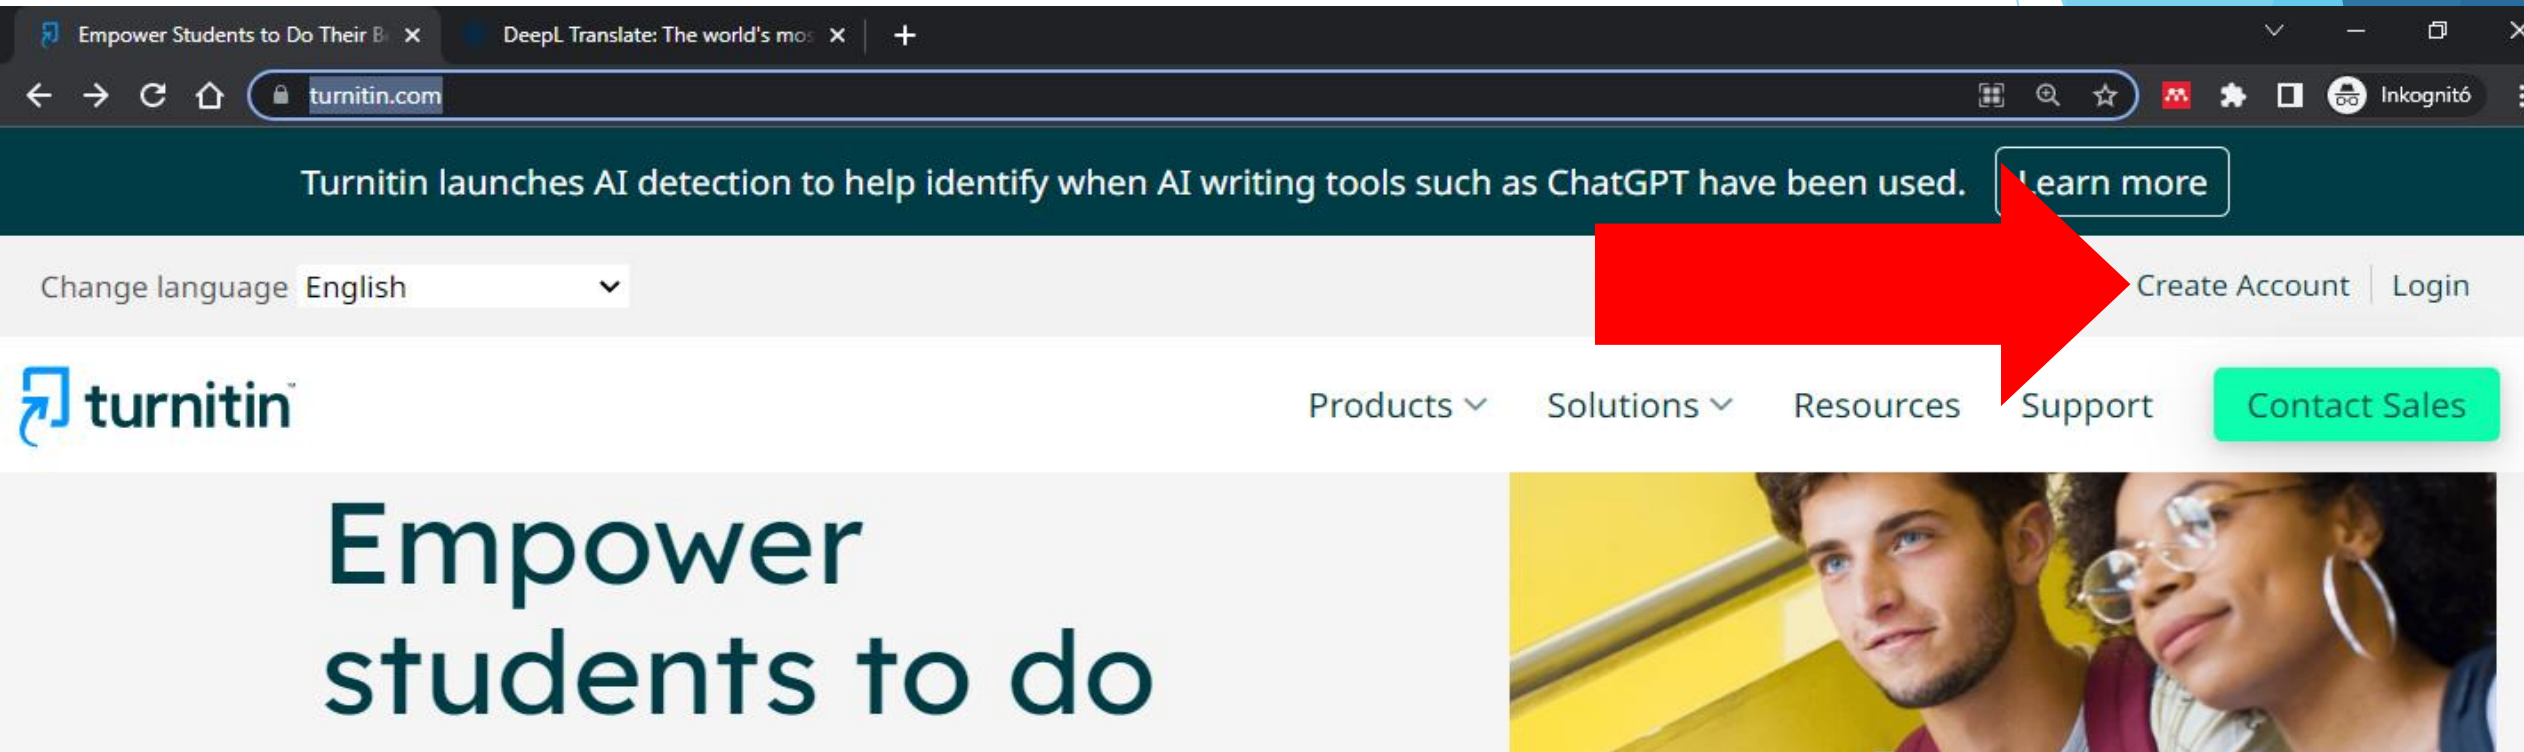 Empower Students to Do Their B
DeepL Translate: The world's mos
turnitin.com
Inkognitó
Turnitin launches AI detection to help identify when AI writing tools such as ChatGPT have been used.
Learn more
Change language English
Create Account Login
turnitin
Products Solutions Resources Support Contact Sales
Empower
students to do